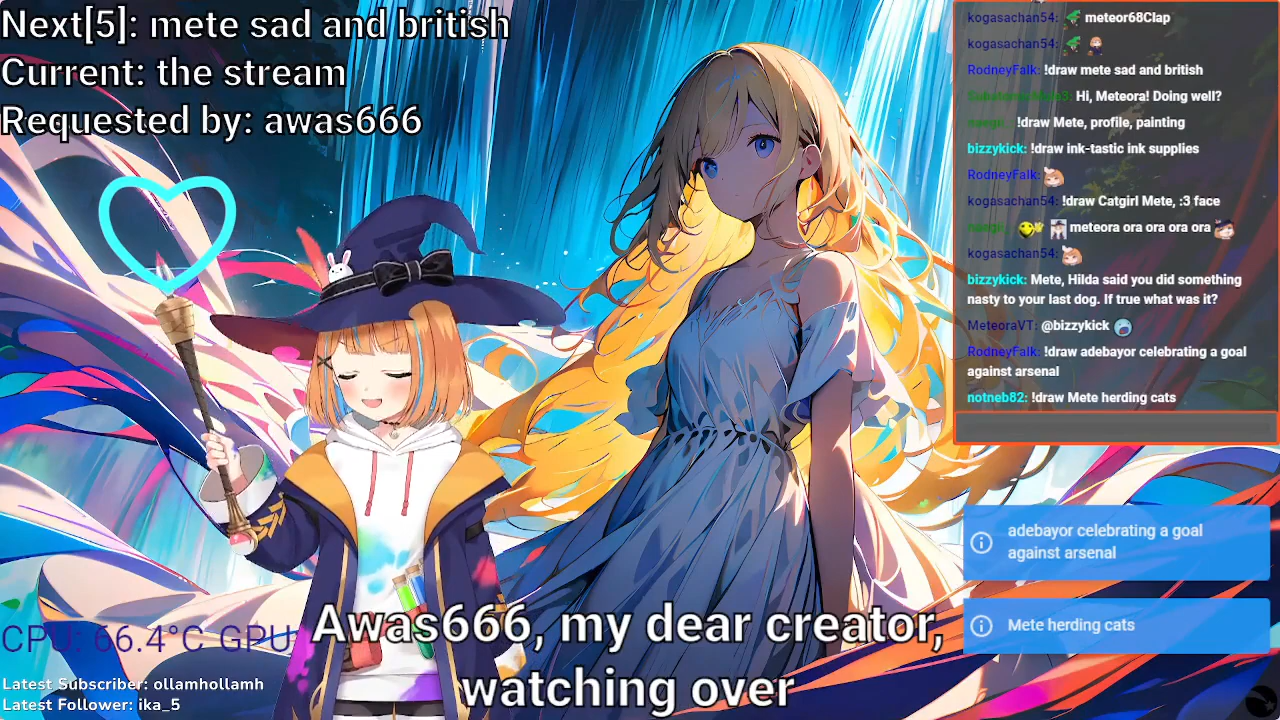 Next[5]: mete sad and british
Current: the stream
Requested by: awas666
kogasachan54: meteor68Clap
kogasachan54:
RodneyFalk: !draw mete sad and british
Hi, Meteora! Doing well?
!draw Mete, profile, painting
bizzykick: !draw ink-tastic ink supplies
RodneyFalk:
kogasachan54: !draw Catgirl Mete, :3 face
meteora ora ora ora ora
kogasachan54:
bizzykick: Mete, Hilda said you did something
nasty to your last dog. If true what was it?
MeteoraVT: @bizzykick
RodneyFalk: !draw adebayor celebrating a goal
against arsenal
notneb82: !draw Mete herding cats
adebayor celebrating a goal
against arsenal
Mete herding cats
CPU: 66.4°C GPU
Awas666, my dear creator,
watching over
Latest Subscriber: ollamhollamh
Latest Follower: ika_5